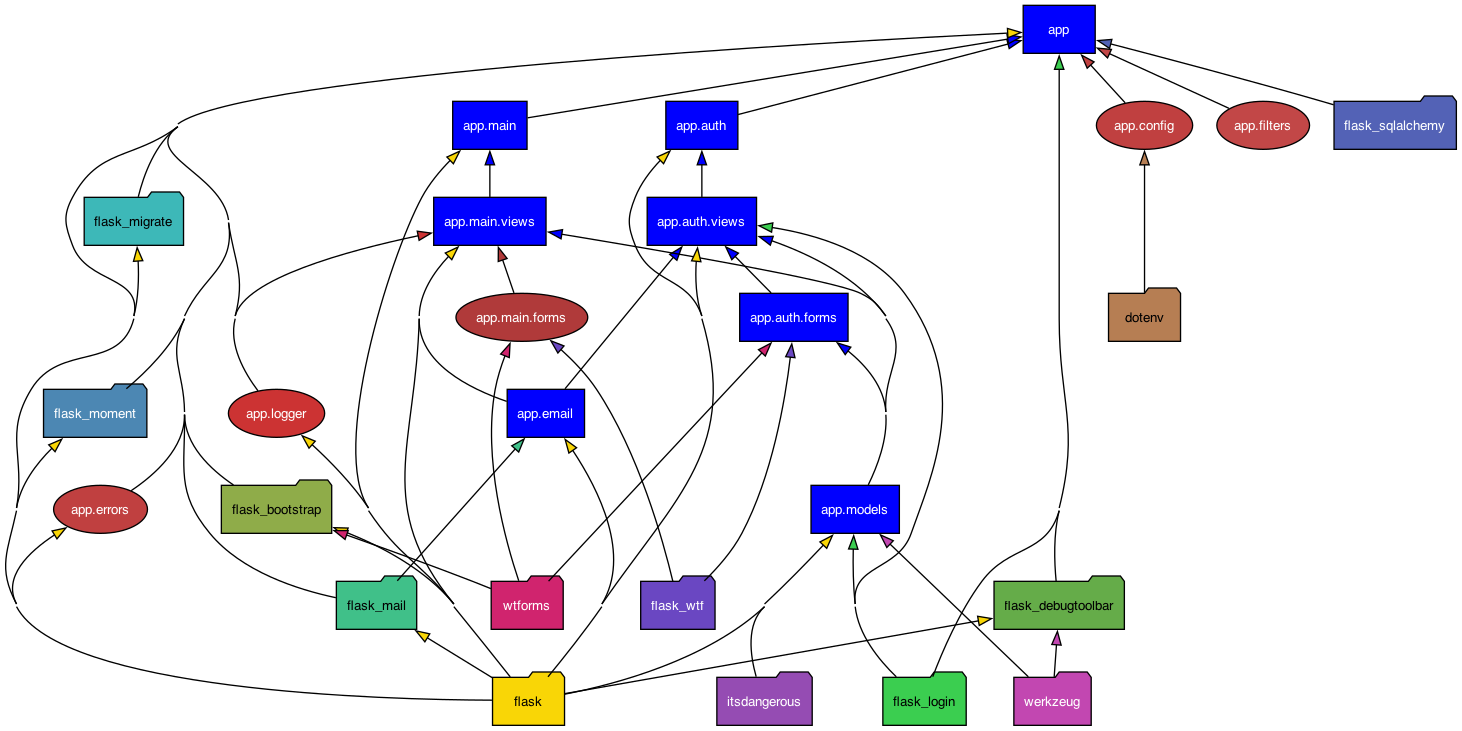 app
app.main
app.auth
app.config
app.filters
flask_sqlalchemy
flask_migrate
app.main.views
app.auth.views
app.main.forms
app.auth.forms
dotenv
flask_moment
app.logger
app.email
app.errors
flask_bootstrap
app.models
flask_mail
wtforms
flask_wtf
flask_debugtoolbar
flask
itsdangerous
flask_login
werkzeug